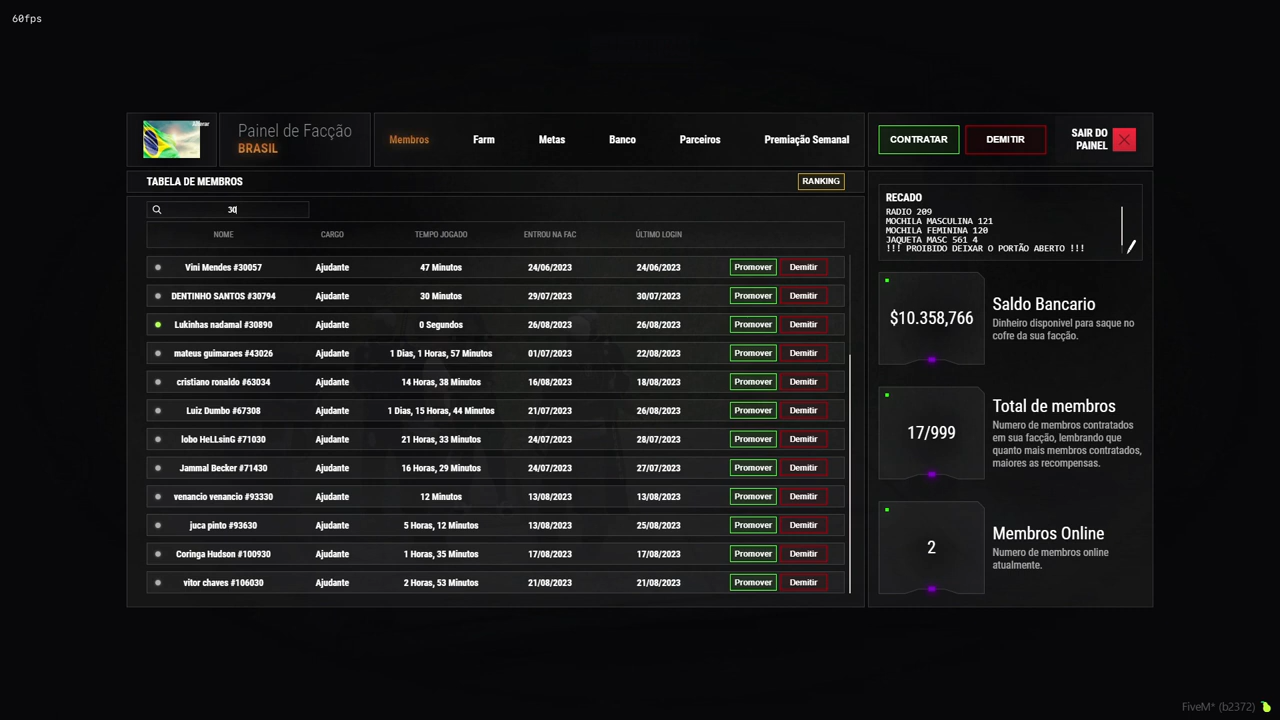 60fps
Painel de Facção
BRASIL
Membros Farm Metas Banco Parceiros Premiação Semanal
CONTRATAR DEMITIR SAIR DO
PAINEL
TABELA DE MEMBROS RANKING
30
NOME CARGO TEMPO JOGADO ENTROU NA FAC ÚLTIMO LOGIN
Vini Mendes #30057 Ajudante 47 Minutos 24/06/2023 24/06/2023 Promover Demitir
DENTINHO SANTOS #30794 Ajudante 30 Minutos 29/07/2023 30/07/2023 Promover Demitir
Lukinhas nadamal #30890 Ajudante 0 Segundos 26/08/2023 26/08/2023 Promover Demitir
mateus guimaraes #43026 Ajudante 1 Dias, 1 Horas, 57 Minutos 01/07/2023 22/08/2023 Promover Demitir
cristiano ronaldo #63034 Ajudante 14 Horas, 38 Minutos 16/08/2023 18/08/2023 Promover Demitir
Luiz Dumbo #67308 Ajudante 1 Dias, 15 Horas, 44 Minutos 21/07/2023 26/08/2023 Promover Demitir
lobo HeLLsinG #71030 Ajudante 21 Horas, 33 Minutos 24/07/2023 28/07/2023 Promover Demitir
Jammal Becker #71430 Ajudante 16 Horas, 29 Minutos 24/07/2023 27/07/2023 Promover Demitir
venancio venancio #93330 Ajudante 12 Minutos 13/08/2023 13/08/2023 Promover Demitir
juca pinto #93630 Ajudante 5 Horas, 12 Minutos 13/08/2023 25/08/2023 Promover Demitir
Coringa Hudson #100930 Ajudante 1 Horas, 35 Minutos 17/08/2023 17/08/2023 Promover Demitir
vitor chaves #106030 Ajudante 2 Horas, 53 Minutos 21/08/2023 21/08/2023 Promover Demitir
RECADO
RADIO 209
MOCHILA MASCULINA 121
MOCHILA FEMININA 120
JAQUETA MASC 561 4
!!! PROIBIDO DEIXAR O PORTÃO ABERTO !!!
$10.358,766
Saldo Bancario
Dinheiro disponivel para saque no
cofre da sua facção.
17/999
Total de membros
Numero de membros contratados
em sua facção, lembrando que
quanto mais membros contratados,
maiores as recompensas.
2
Membros Online
Numero de membros online
atualmente.
FiveM* (b2372)